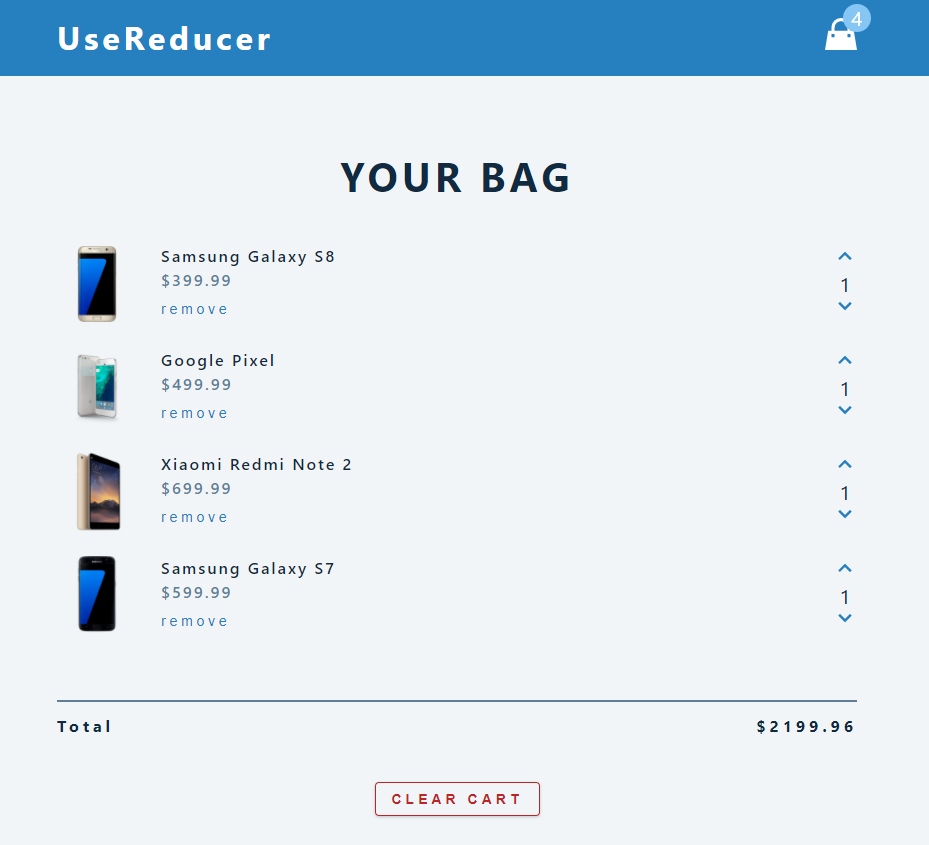 UseReducer
4
YOUR BAG
Samsung Galaxy S8
$399.99
remove
1
Google Pixel
$499.99
remove
1
Xiaomi Redmi Note 2
$699.99
remove
1
Samsung Galaxy S7
$599.99
remove
1
Total $2199.96
CLEAR CART